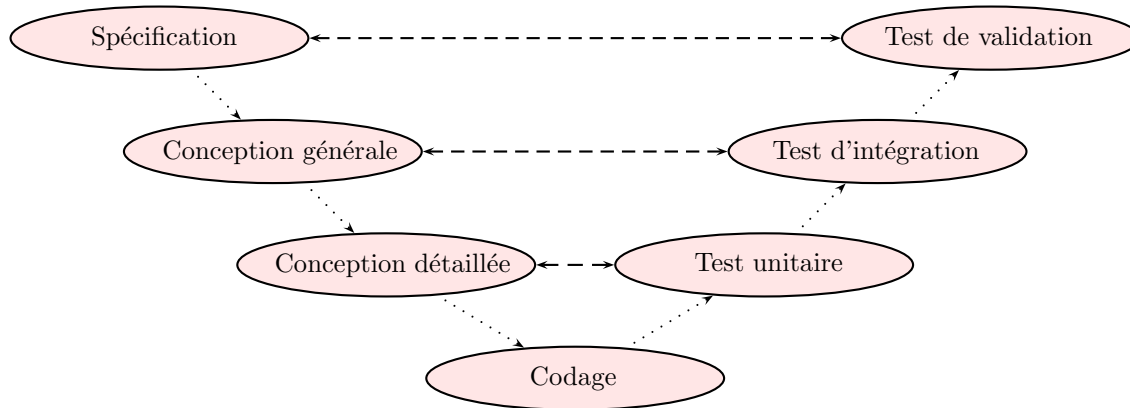 Spécification
Test de validation
Conception générale
Test d'intégration
Conception détaillée
Test unitaire
Codage